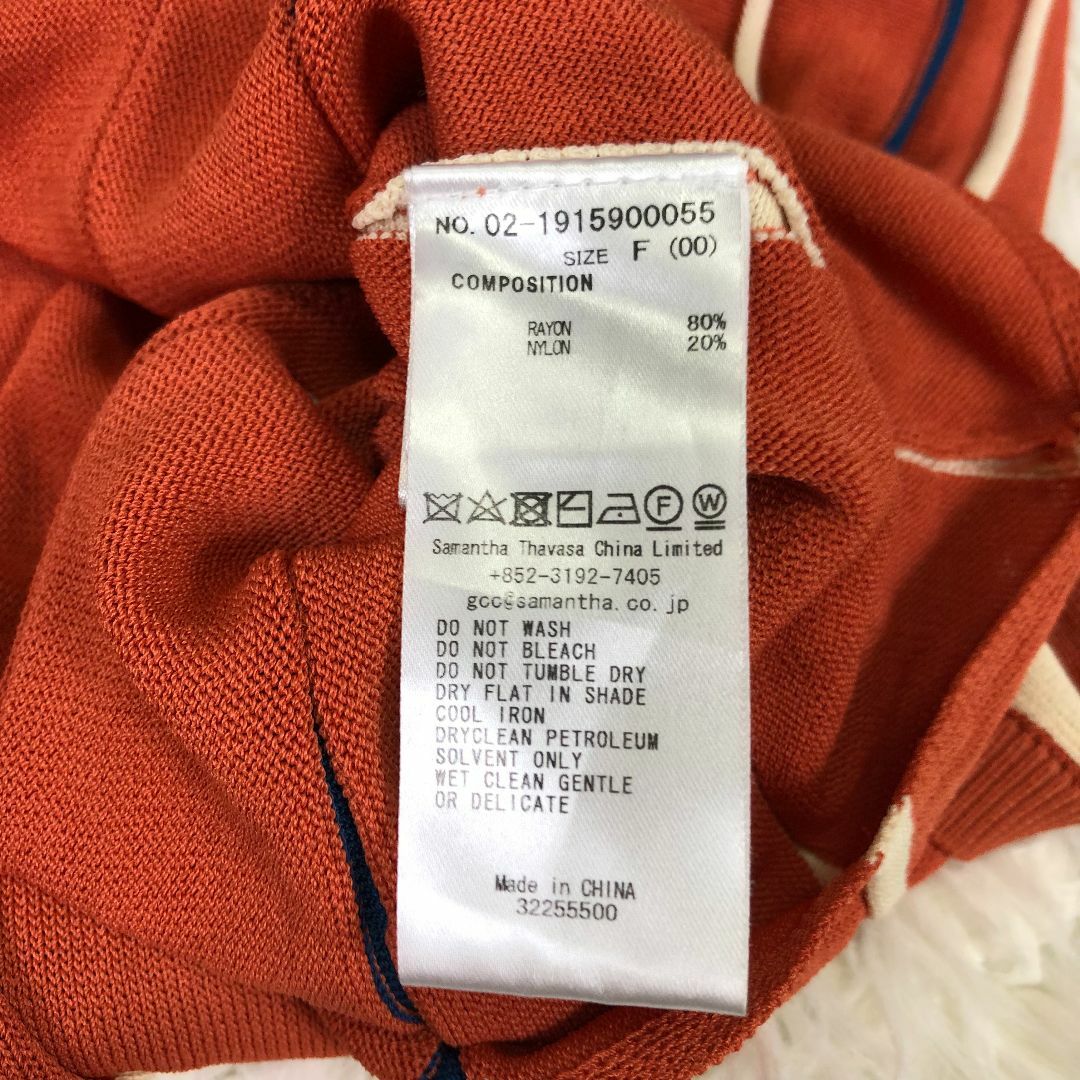 NO. 02-1915900055
SIZE F (00)
COMPOSITION
RAYON 80%
NYLON 20%
F W
Samantha Thavasa China Limited
+852-3192-7405
gcc@samantha.co.jp
DO NOT WASH
DO NOT BLEACH
DO NOT TUMBLE DRY
DRY FLAT IN SHADE
COOL IRON
DRYCLEAN PETROLEUM
SOLVENT ONLY
WET CLEAN GENTLE
OR DELICATE
Made in CHINA
32255500